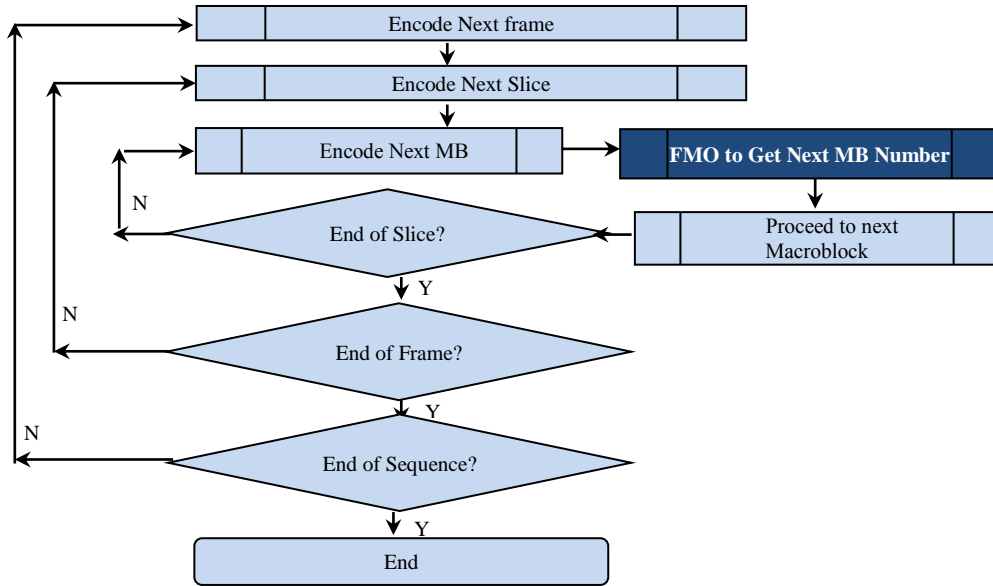 Encode Next frame
Encode Next Slice
Encode Next MB
FMO to Get Next MB Number
Proceed to next
Macroblock
N
End of Slice?
Y
N
End of Frame?
Y
N
End of Sequence?
Y
End